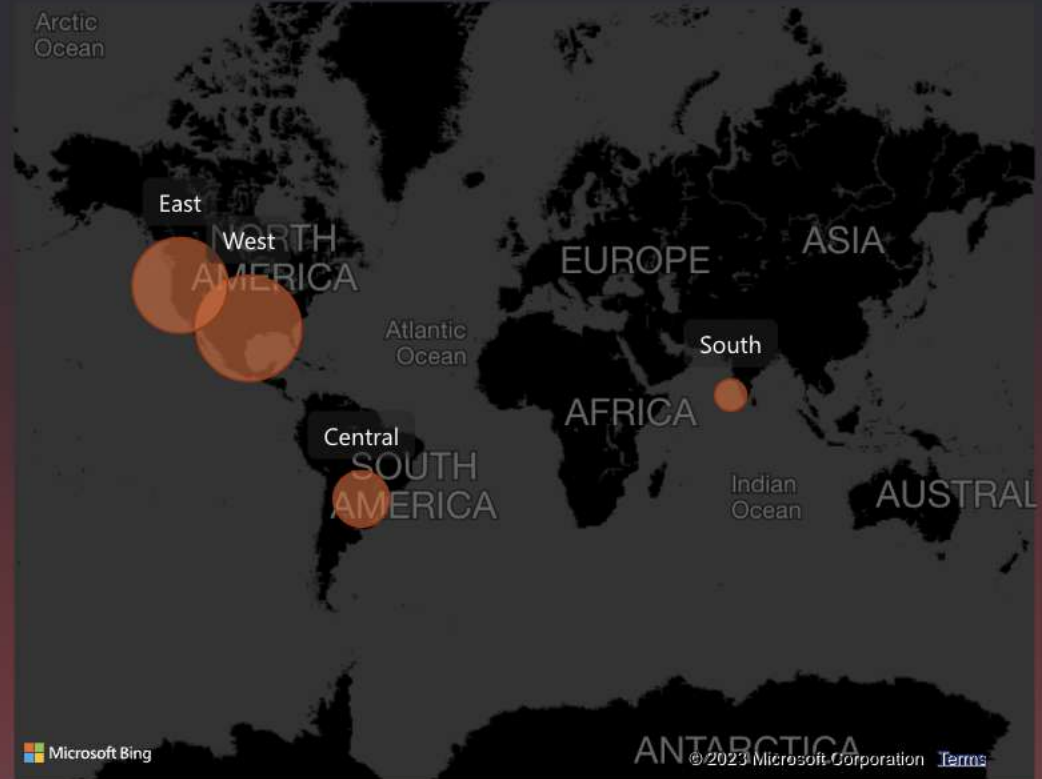 Arctic
Ocean
East
West
NORTH
AMERICA
EUROPE
ASIA
Atlantic
Ocean
South
AFRICA
Central
SOUTH
AMERICA
Indian
Ocean
AUSTRAL
ANTARCTICA
Microsoft Bing
© 2023 Microsoft Corporation Terms